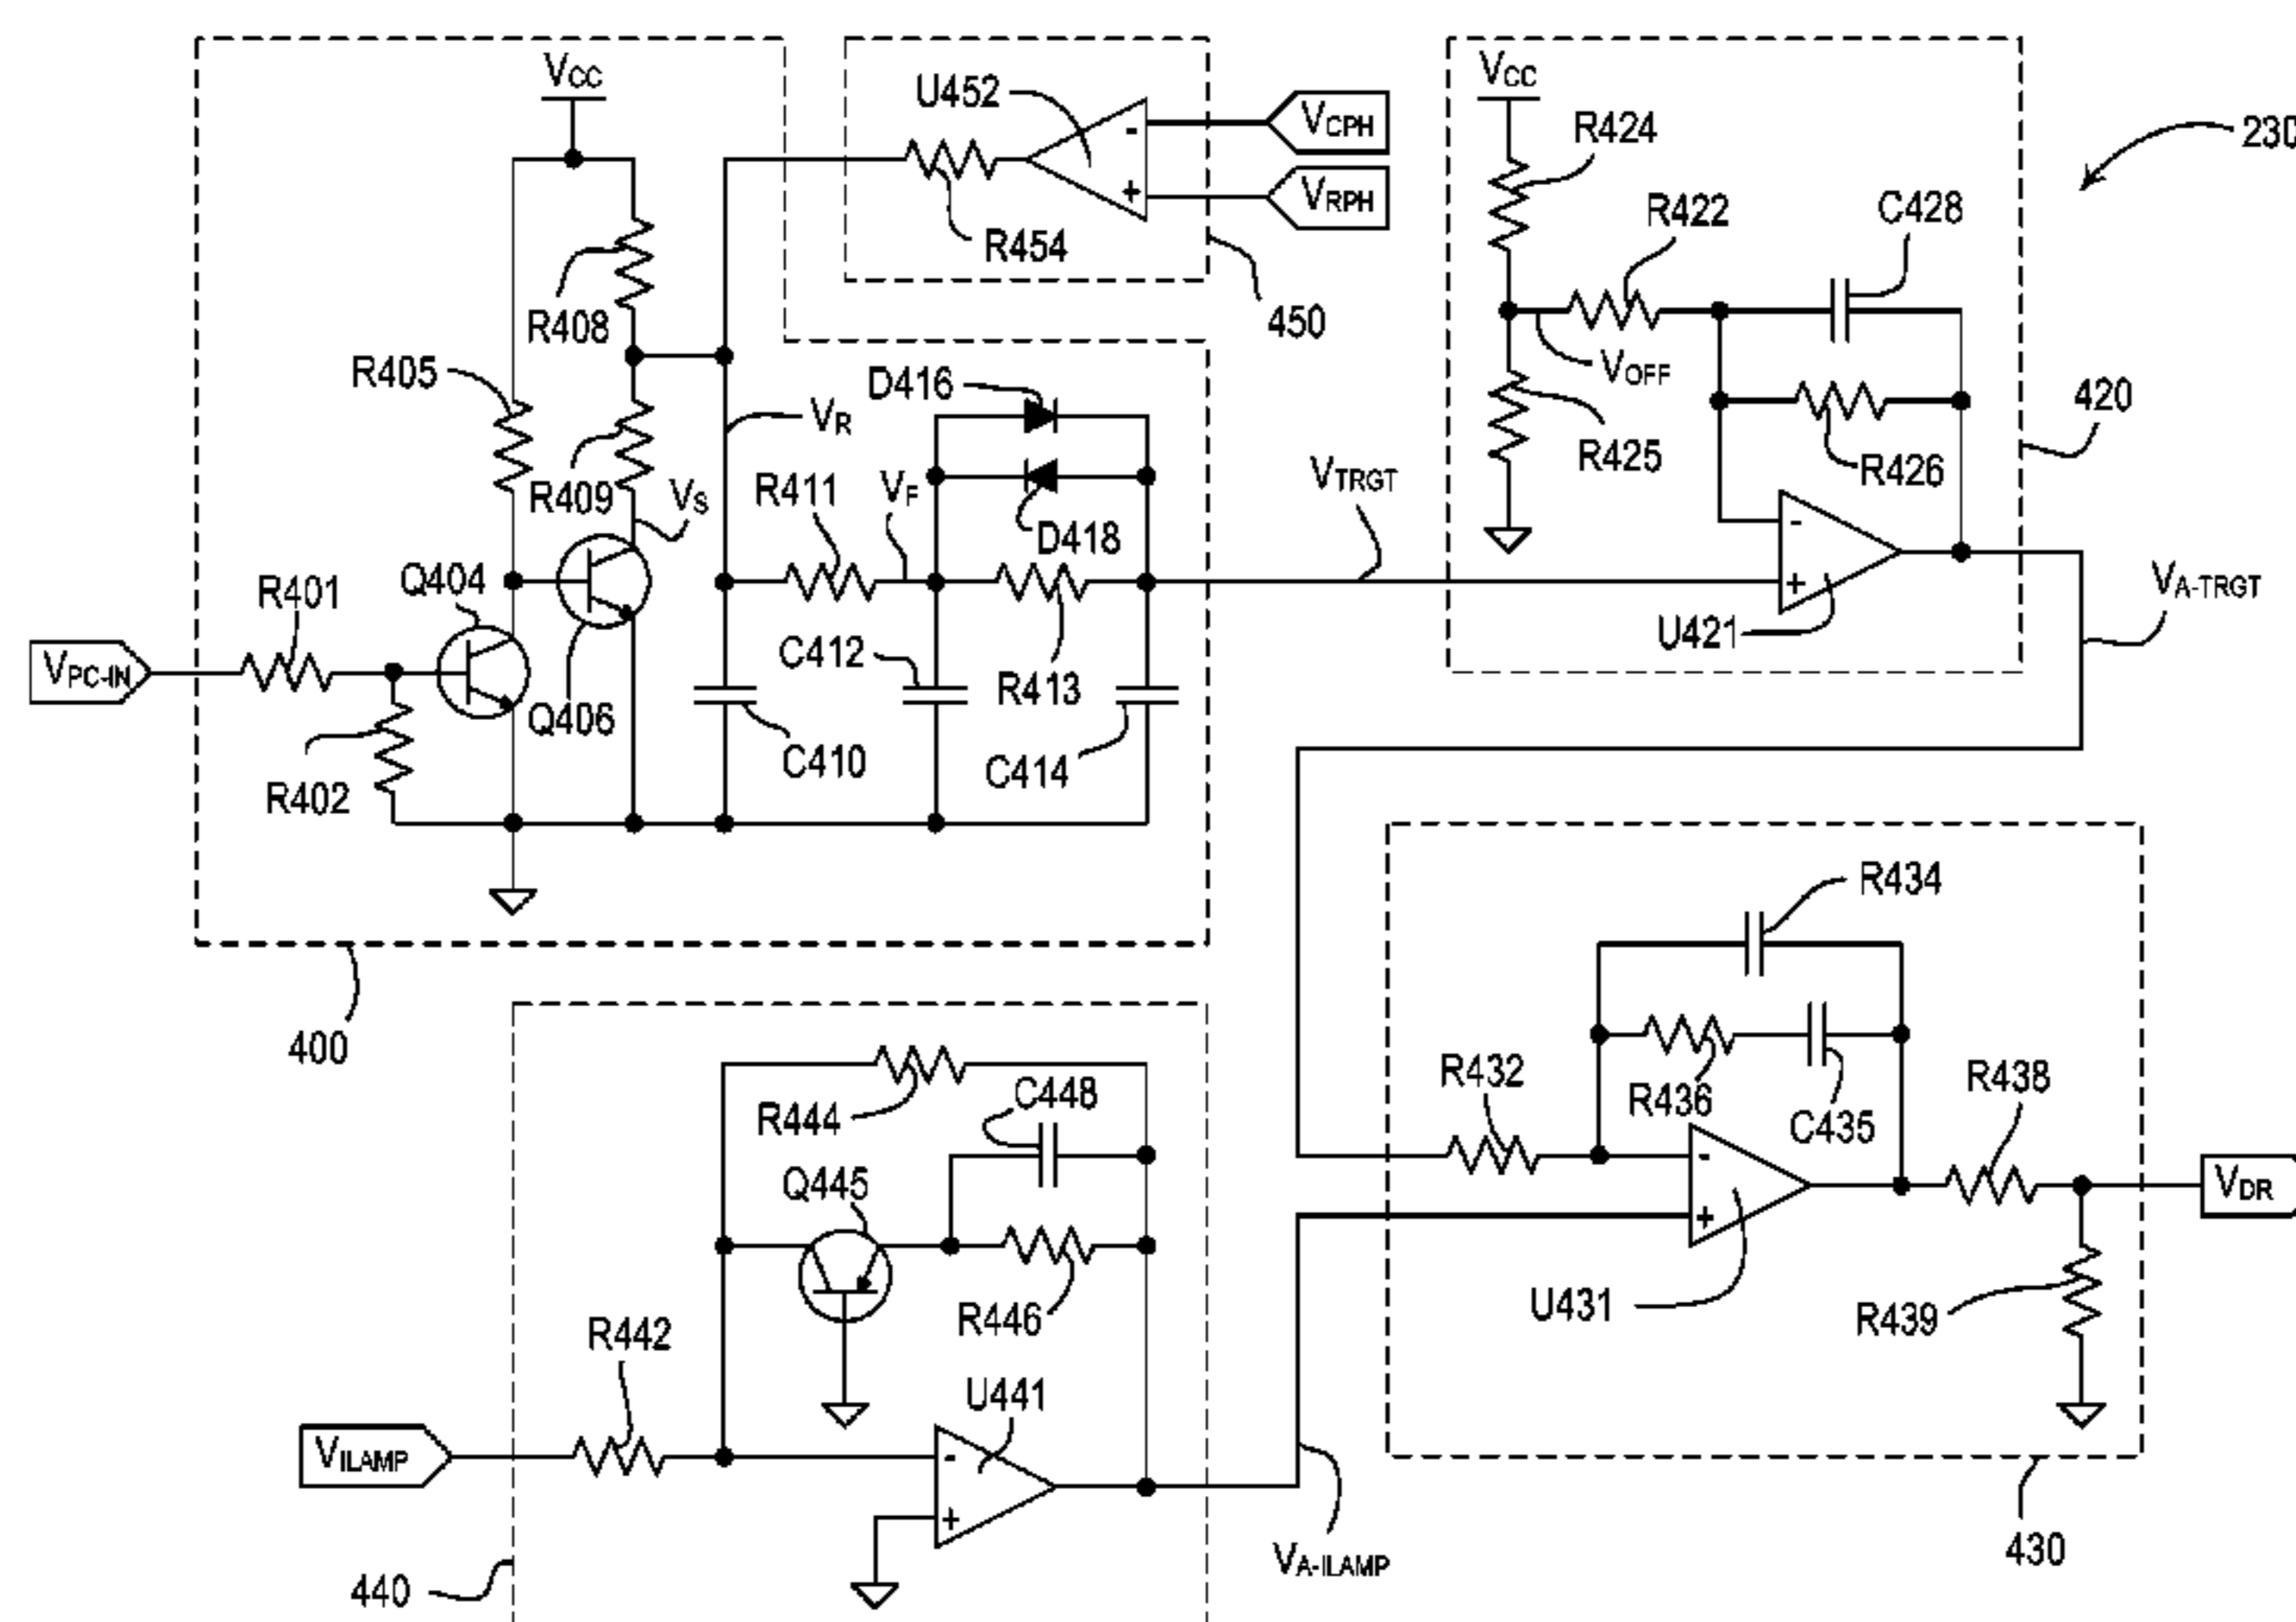 VCC
U452
-
+
VCPH
VRPH
R454
450
VCC
R424
R422
C428
230
VOFF
R425
R426
420
-
+
U421
VA-TRGT
R408
R405
R409
VS
VR
R411
VF
D416
D418
VTRGT
Q404
R401
VPC-IN
Q406
R402
C412
R413
C410
C414
400
R434
R432
R436
C435
R438
-
+
U431
VDR
R439
430
R444
C448
Q445
R446
R442
U441
VILAMP
-
+
VA-ILAMP
440